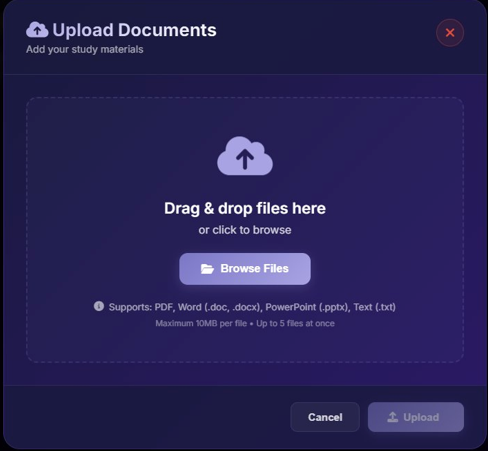 Upload Documents
Add your study materials
Drag & drop files here
or click to browse
Browse Files
Supports: PDF, Word (.doc, .docx), PowerPoint (.pptx), Text (.txt)
Maximum 10MB per file • Up to 5 files at once
Cancel
Upload